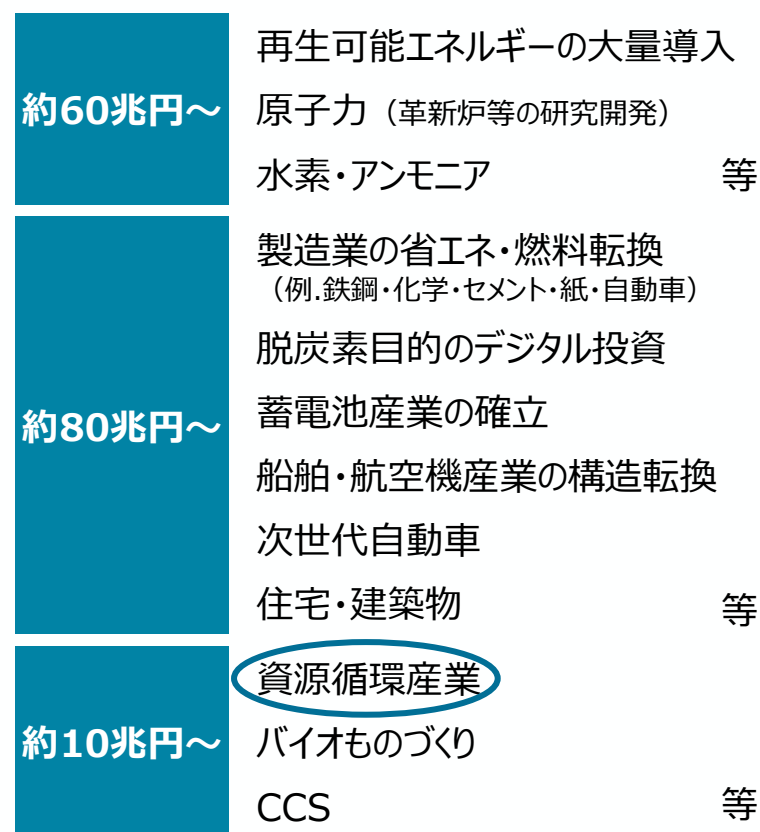 約60兆円～
再生可能エネルギーの大量導入
原子力（革新炉等の研究開発）
水素・アンモニア 等
約80兆円～
製造業の省エネ・燃料転換
（例.鉄鋼・化学・セメント・紙・自動車）
脱炭素目的のデジタル投資
蓄電池産業の確立
船舶・航空機産業の構造転換
次世代自動車
住宅・建築物 等
約10兆円～
資源循環産業
バイオものづくり
CCS 等